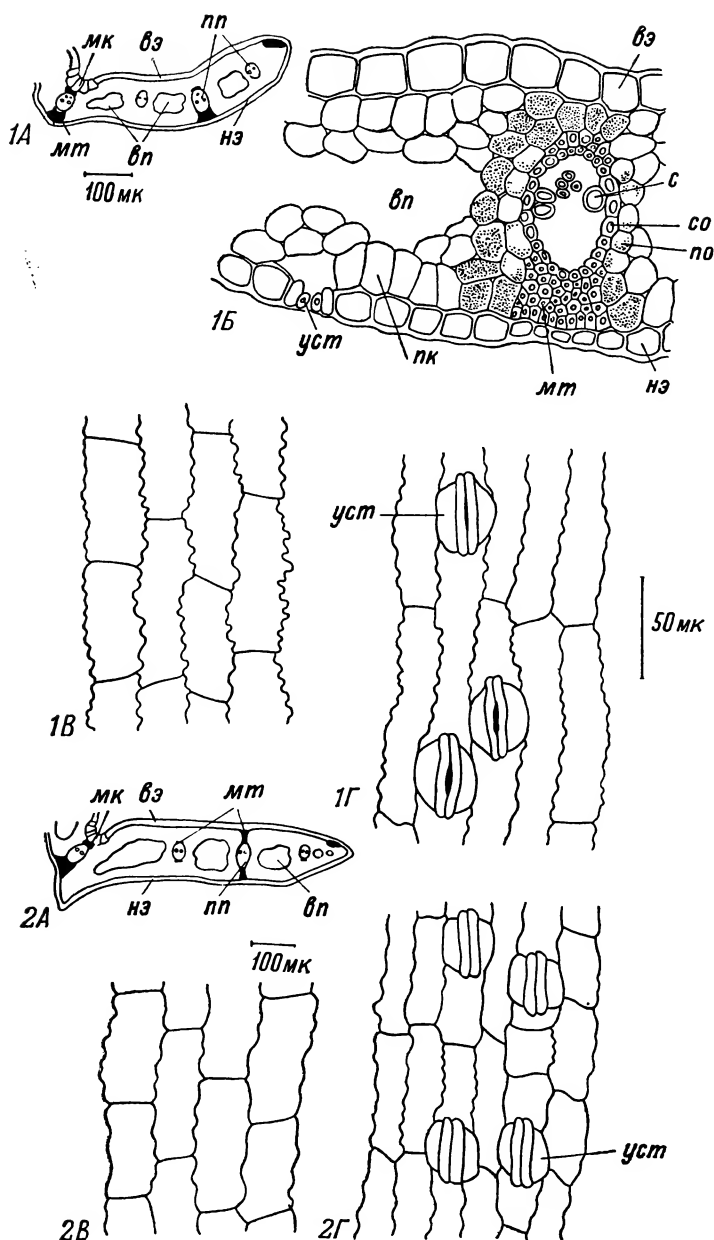 мк вэ пп
1А мт вп нэ
100 мк
вэ
вп
с
со
по
1Б уст пк мт нэ
1В
уст
50 мк
1Г
мк вэ мт
2А нэ пп вп
100 мк
2В
уст
2Г